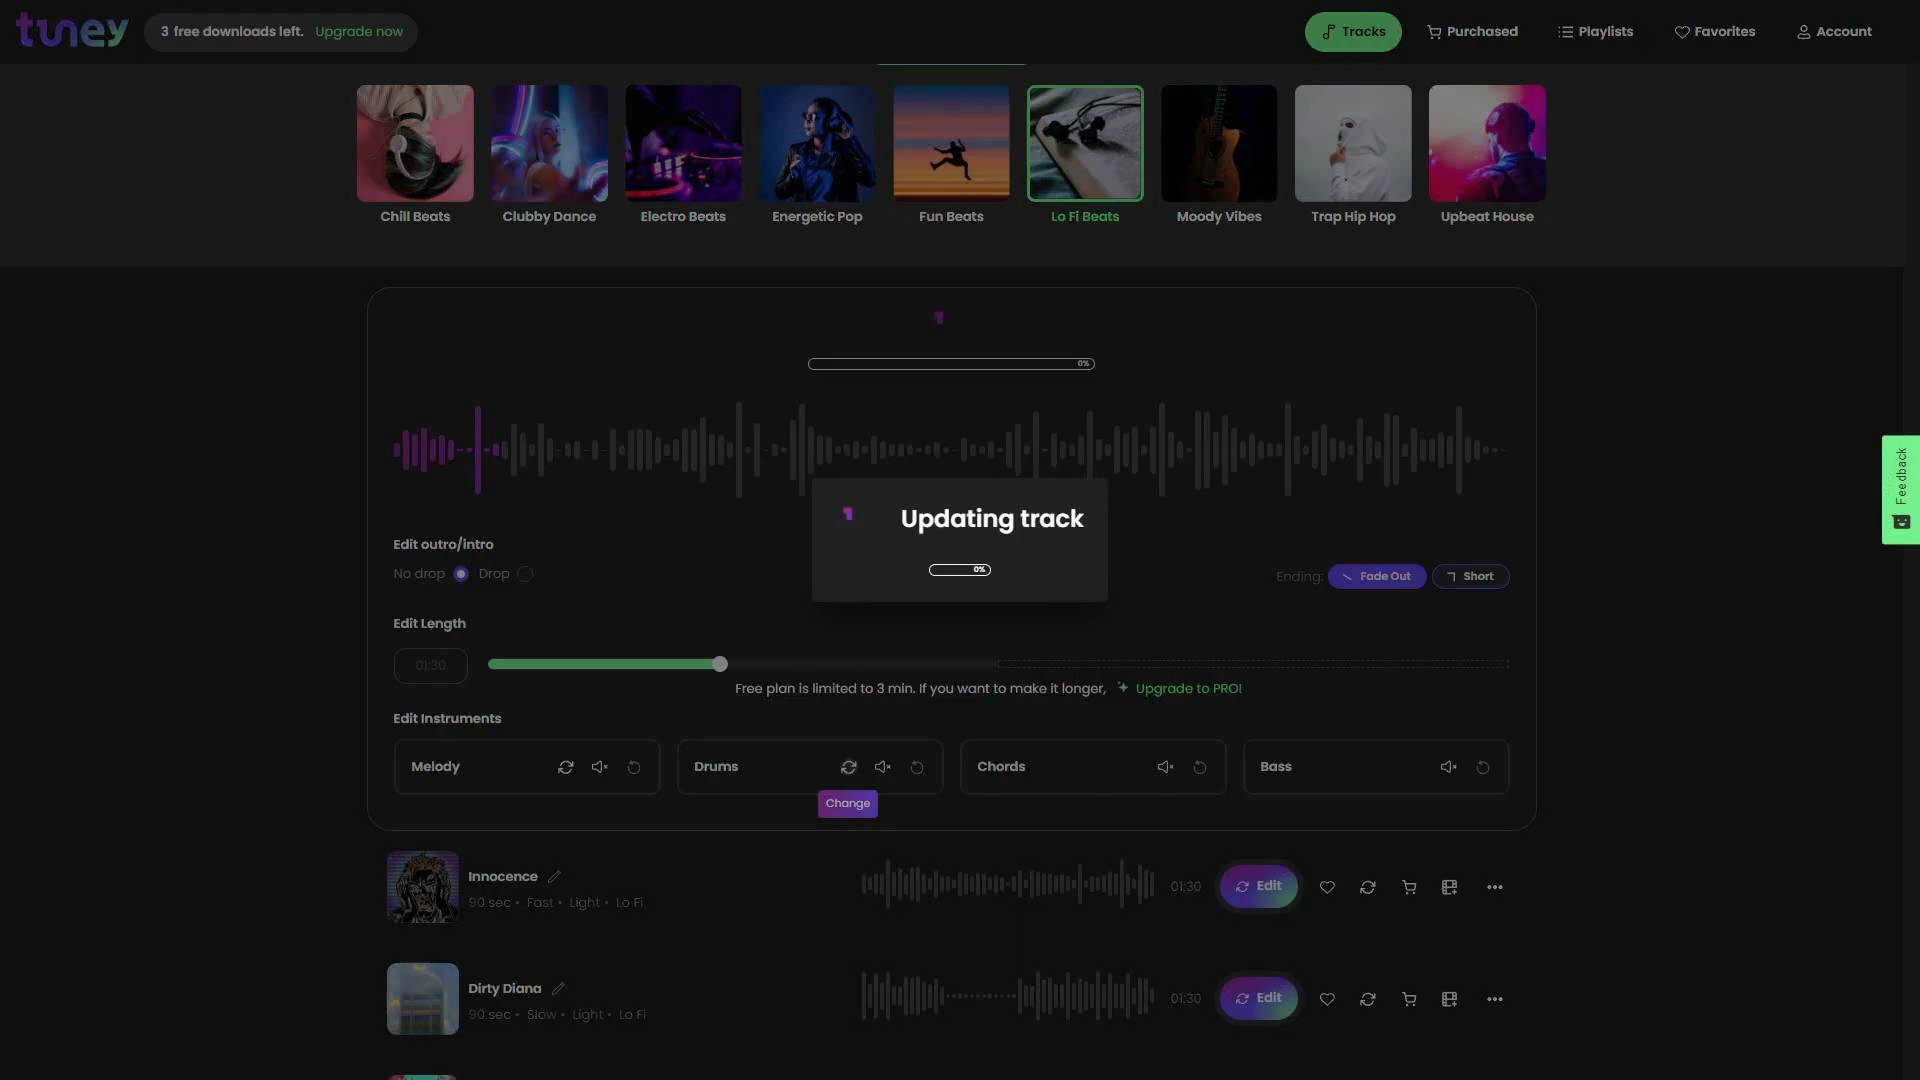 tuney 3 free downloads left. Upgrade now Tracks Purchased Playlists Favorites Account
Chill Beats Clubby Dance Electro Beats Energetic Pop Fun Beats Lo Fi Beats Moody Vibes Trap Hip Hop Upbeat House
0%
Feedback
Updating track
0%
Edit outro/intro
No drop Drop Ending: Fade Out Short
Edit Length
01:30
Free plan is limited to 3 min. If you want to make it longer, Upgrade to PRO!
Edit Instruments
Melody Drums Chords Bass
Change
Innocence
90 sec • Fast • Light • Lo Fi
01:30 Edit
Dirty Diana
90 sec • Slow • Light • Lo Fi
01:30 Edit